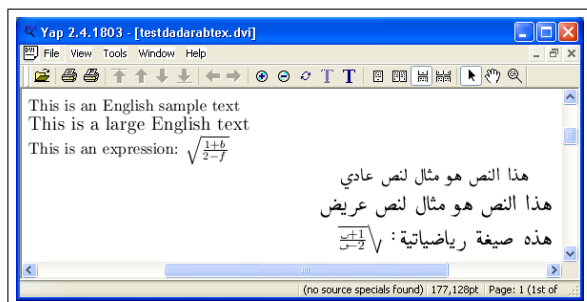 Yap 2.4.1803 - [testdadarabtex.dvi]
File View Tools Window Help
This is an English sample text
This is a large English text
This is an expression: √(1+b / 2−f)
هذا النص هو مثال لنص عادي
هذا النص هو مثال لنص عريض
هذه صيغة رياضياتية:
(no source specials found) 177,128pt Page: 1 (1st of